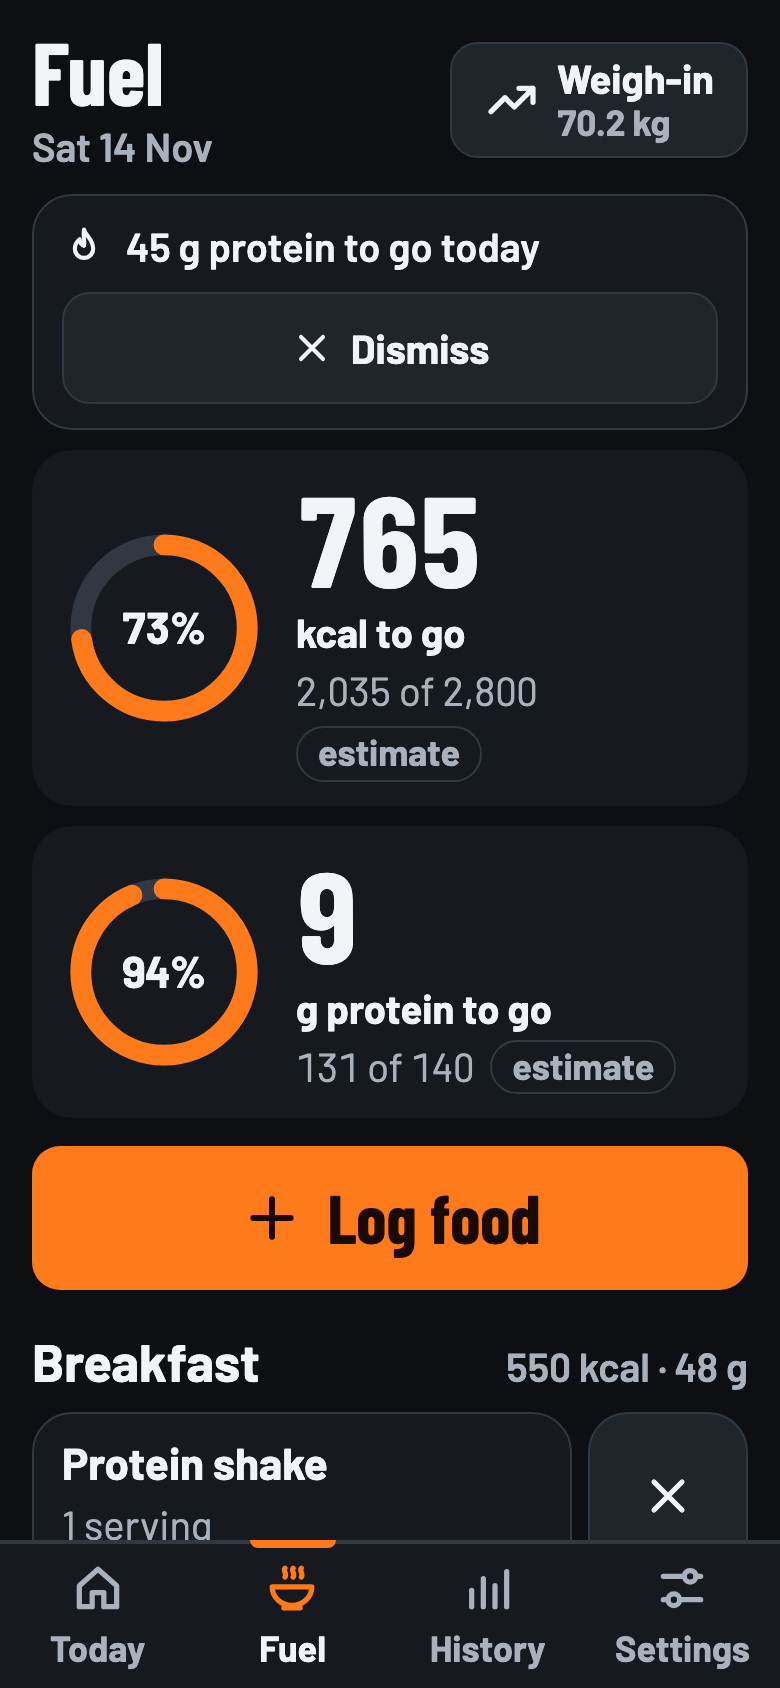 Fuel
Sat 14 Nov
Weigh-in
70.2 kg
45 g protein to go today
Dismiss
73%
765
kcal to go
2,035 of 2,800
estimate
94%
9
g protein to go
131 of 140 estimate
Log food
Breakfast 550 kcal · 48 g
Protein shake
1 serving
Today Fuel History Settings